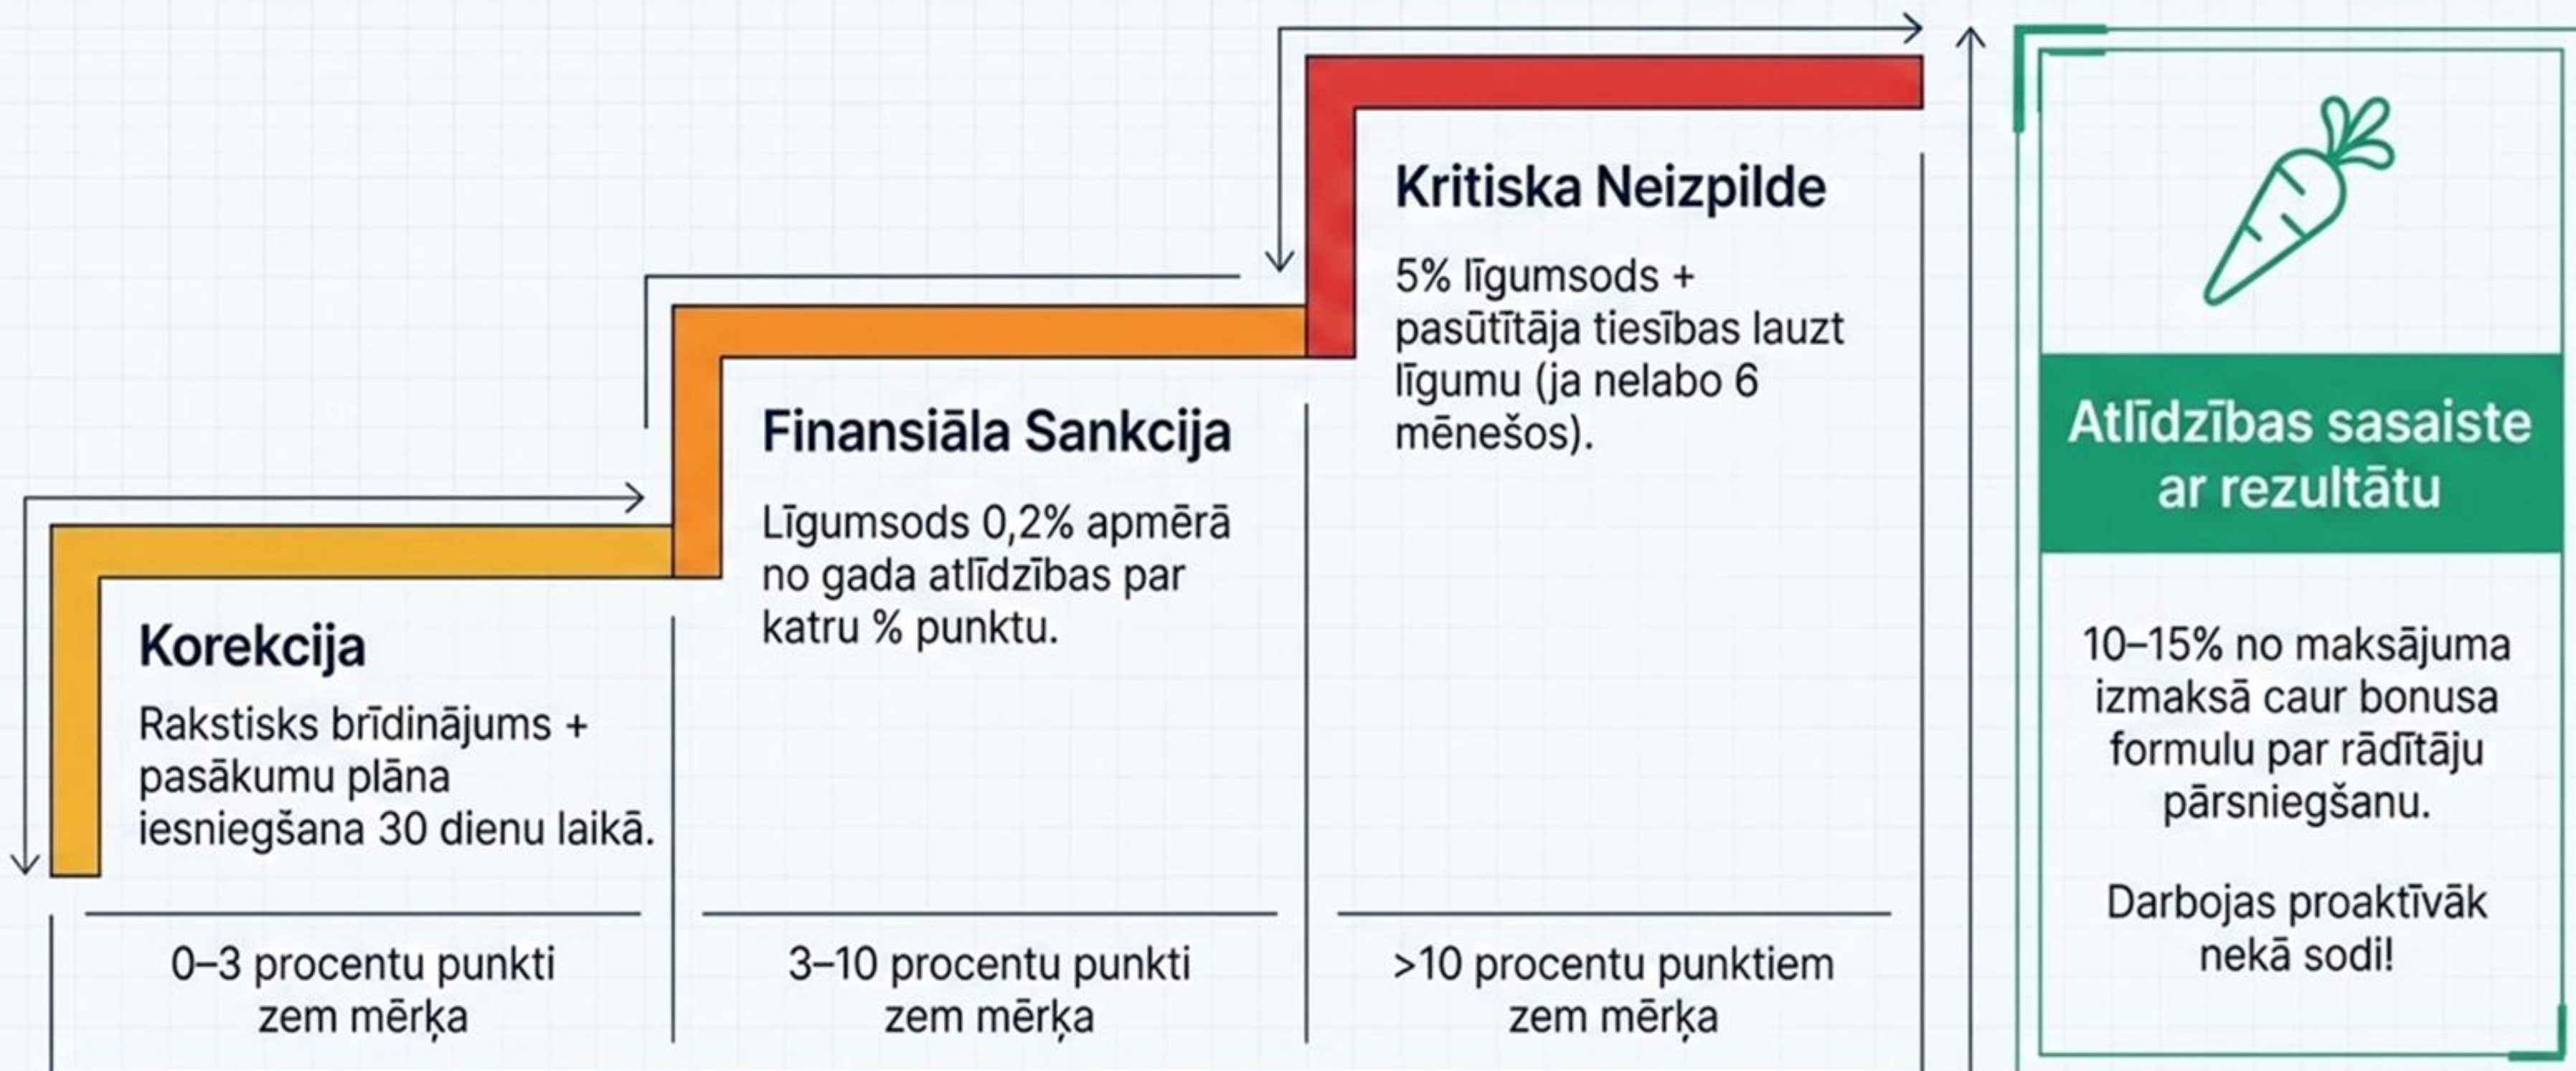 Korekcija
Rakstisks brīdinājums +
pasākumu plāna
iesniegšana 30 dienu laikā.
0–3 procentu punkti
zem mērķa
Finansiāla Sankcija
Līgumsods 0,2% apmērā
no gada atlīdzības par
katru % punktu.
3–10 procentu punkti
zem mērķa
Kritiska Neizpilde
5% līgumsods +
pasūtītāja tiesības lauzt
līgumu (ja nelabo 6
mēnešos).
>10 procentu punktiem
zem mērķa
Atlīdzības sasaiste
ar rezultātu
10–15% no maksājuma
izmaksā caur bonusa
formulu par rādītāju
pārsniegšanu.
Darbojas proaktīvāk
nekā sodi!